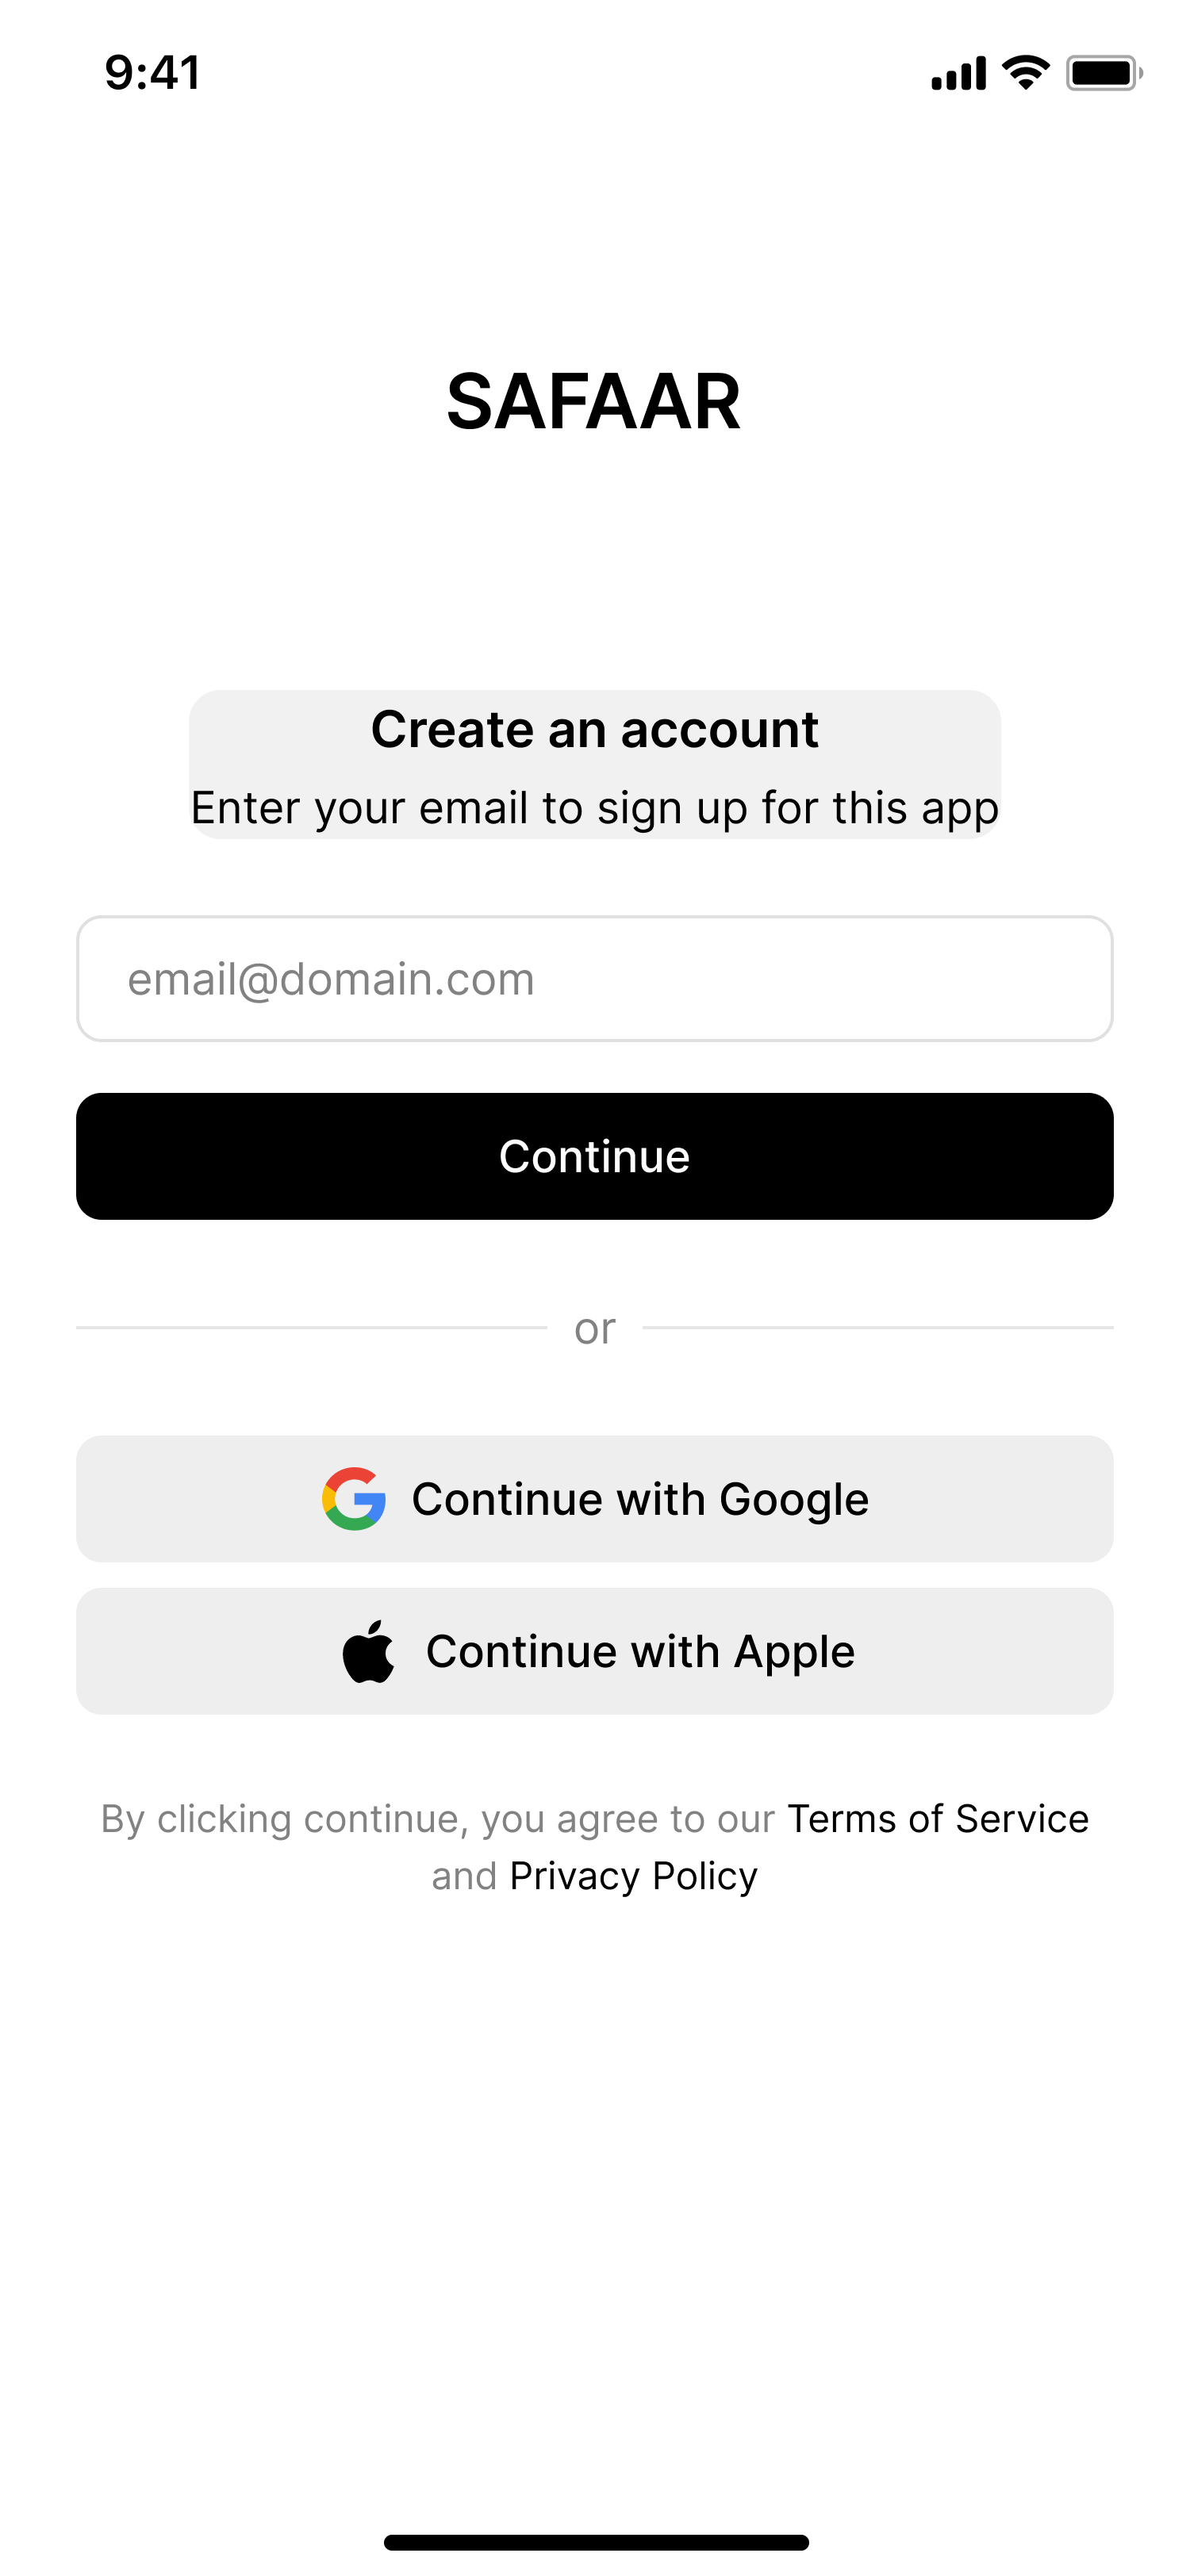 9:41
SAFAAR
Create an account
Enter your email to sign up for this app
email@domain.com
Continue
or
Continue with Google
Continue with Apple
By clicking continue, you agree to our Terms of Service
and Privacy Policy